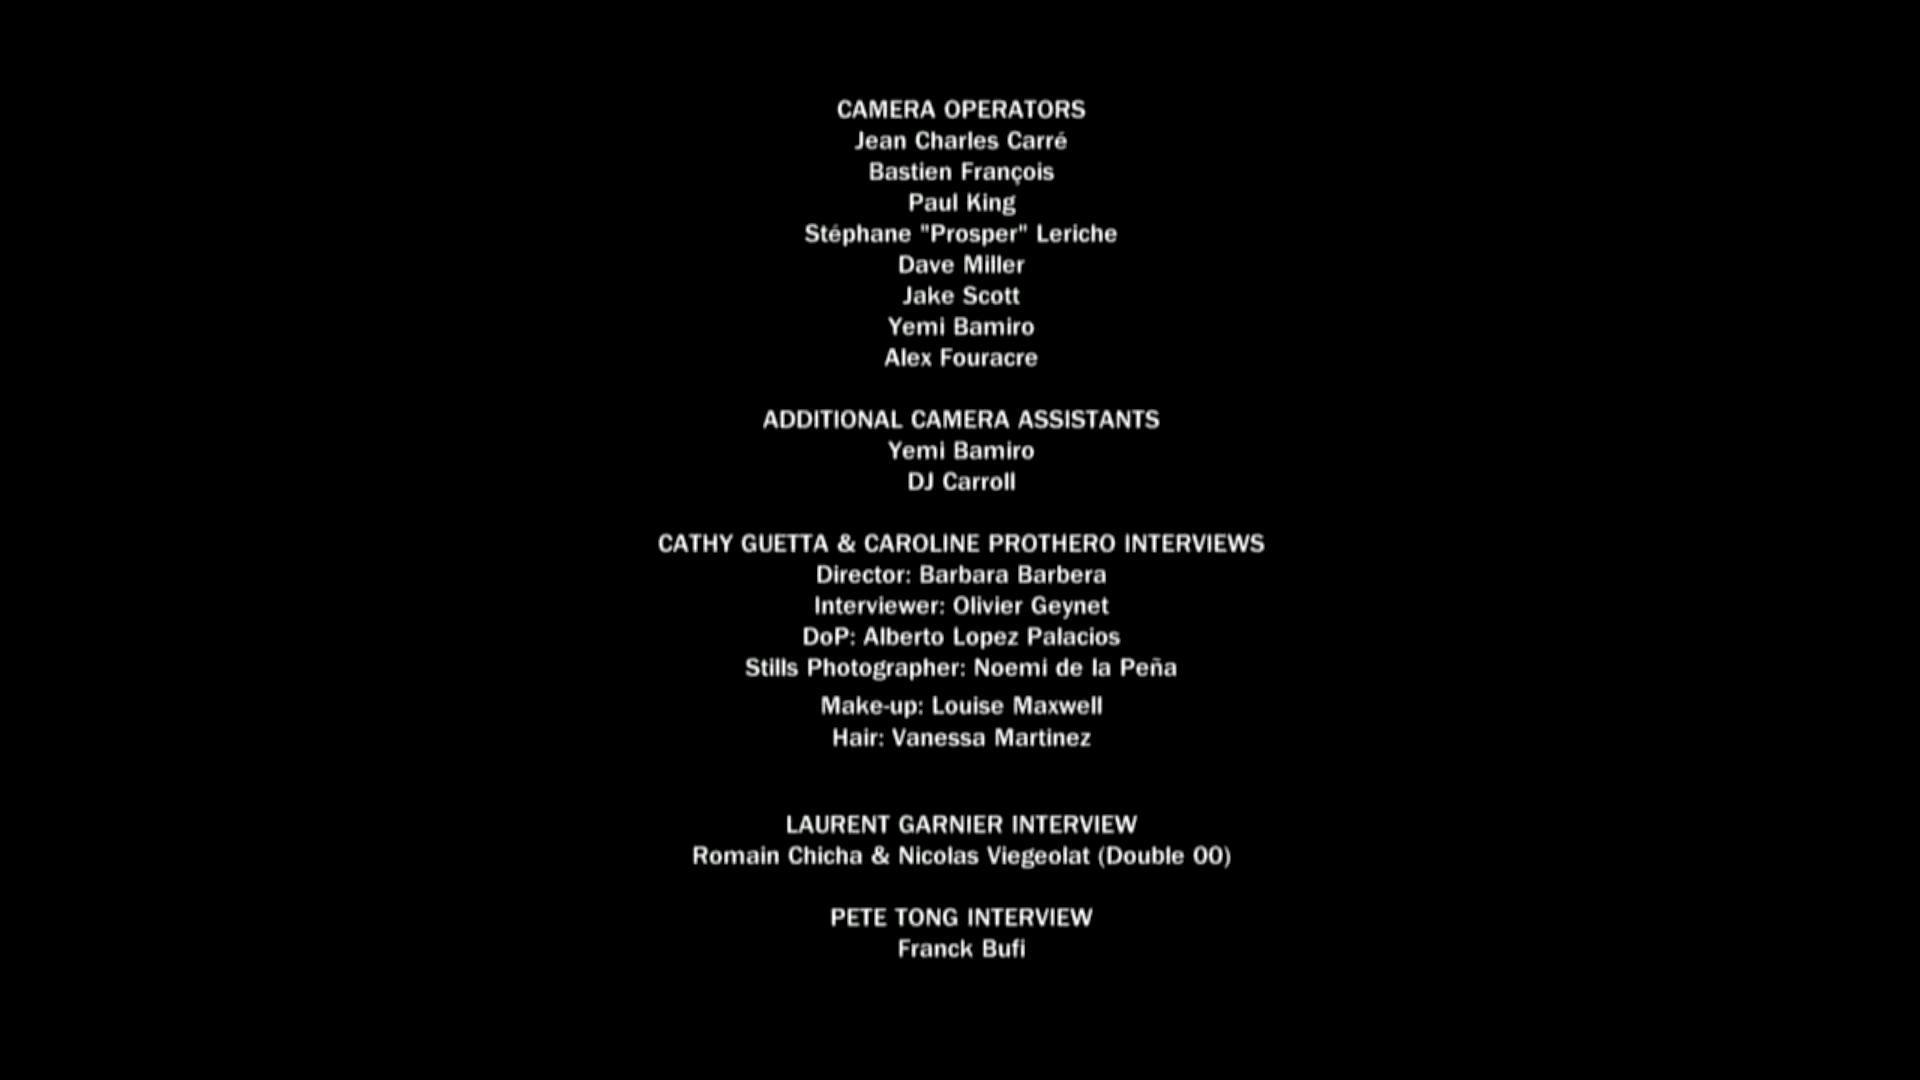 CAMERA OPERATORS
Jean Charles Carré
Bastien François
Paul King
Stéphane "Prosper" Leriche
Dave Miller
Jake Scott
Yemi Bamiro
Alex Fouracre
ADDITIONAL CAMERA ASSISTANTS
Yemi Bamiro
DJ Carroll
CATHY GUETTA & CAROLINE PROTHERO INTERVIEWS
Director: Barbara Barbera
Interviewer: Olivier Geynet
DoP: Alberto Lopez Palacios
Stills Photographer: Noemi de la Peña
Make-up: Louise Maxwell
Hair: Vanessa Martinez
LAURENT GARNIER INTERVIEW
Romain Chicha & Nicolas Viegeolat (Double 00)
PETE TONG INTERVIEW
Franck Bufi